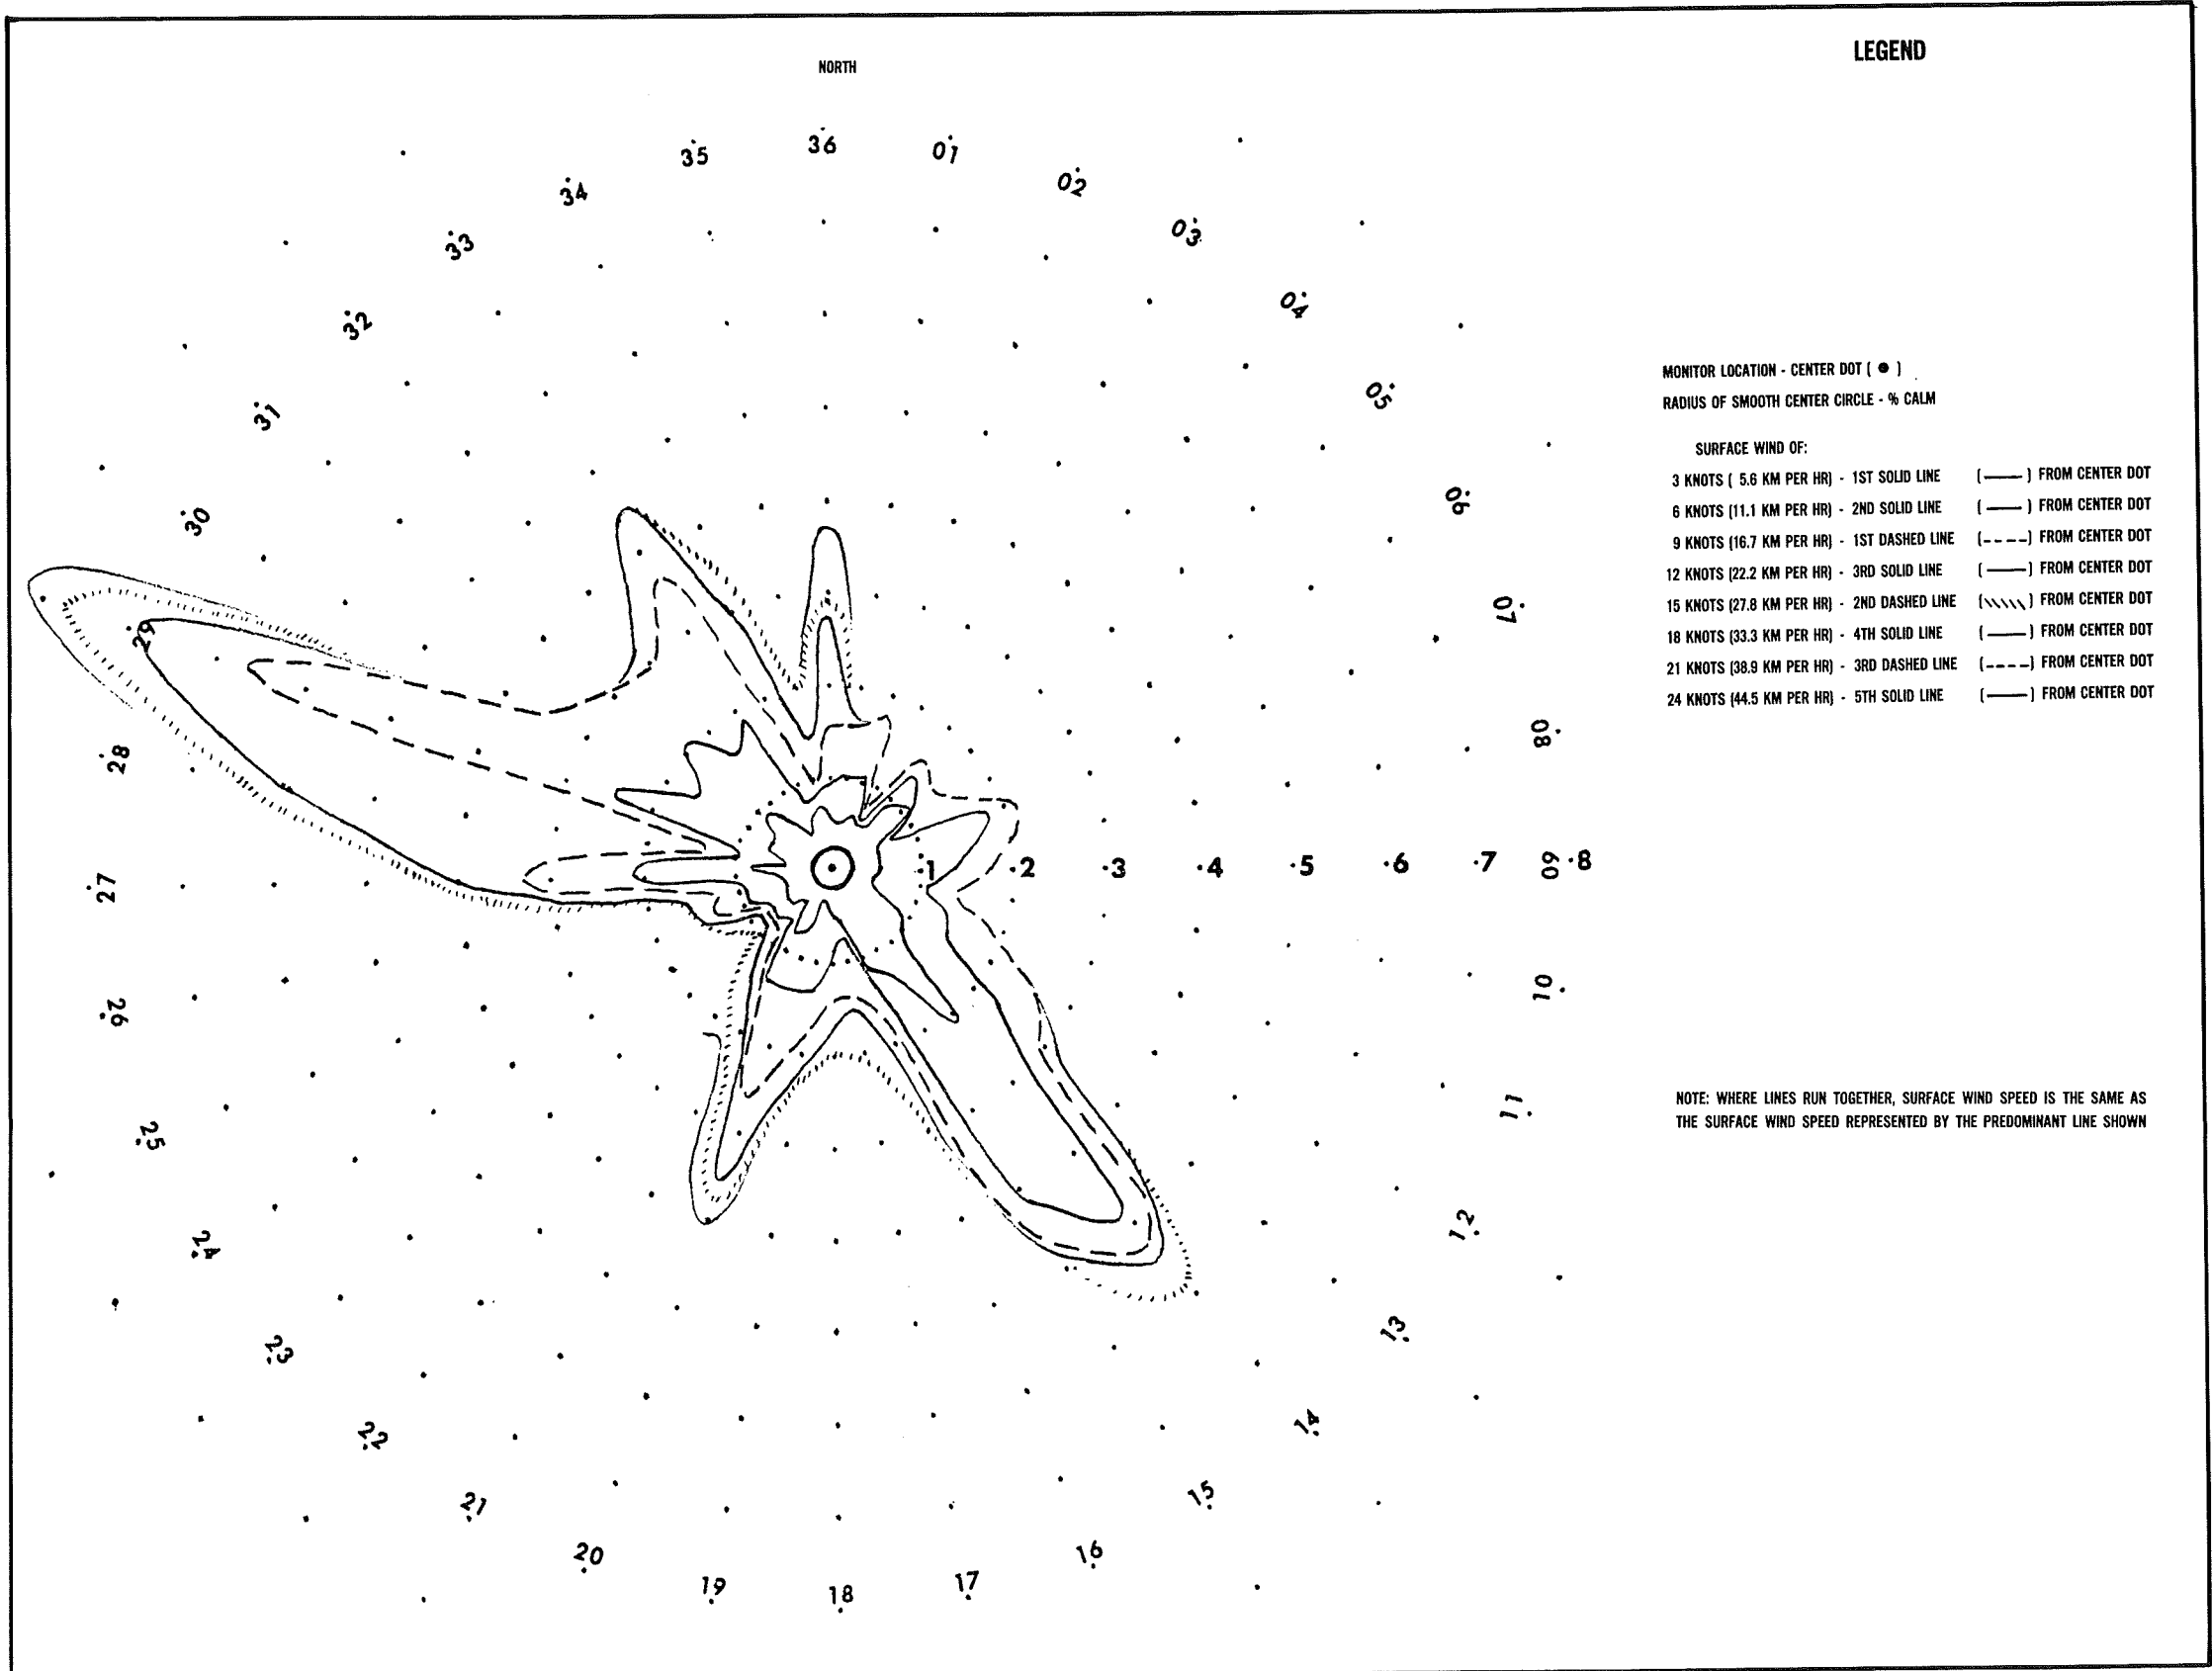 LEGEND
NORTH
36
35
01
34
02
33
03
32
04
31
05
30
06
29
07
28
08
27
.1 .2 .3 .4 .5 .6 .7 09 .8
26
10
25
11
24
12
23
13
22
14
21
15
20
16
19
17
18
MONITOR LOCATION - CENTER DOT ( ● )
RADIUS OF SMOOTH CENTER CIRCLE - % CALM
SURFACE WIND OF:
3 KNOTS ( 5.6 KM PER HR) - 1ST SOLID LINE (——) FROM CENTER DOT
6 KNOTS (11.1 KM PER HR) - 2ND SOLID LINE (——) FROM CENTER DOT
9 KNOTS (16.7 KM PER HR) - 1ST DASHED LINE (----) FROM CENTER DOT
12 KNOTS (22.2 KM PER HR) - 3RD SOLID LINE (——) FROM CENTER DOT
15 KNOTS (27.8 KM PER HR) - 2ND DASHED LINE (\\\\\) FROM CENTER DOT
18 KNOTS (33.3 KM PER HR) - 4TH SOLID LINE (——) FROM CENTER DOT
21 KNOTS (38.9 KM PER HR) - 3RD DASHED LINE (----) FROM CENTER DOT
24 KNOTS (44.5 KM PER HR) - 5TH SOLID LINE (——) FROM CENTER DOT
NOTE: WHERE LINES RUN TOGETHER, SURFACE WIND SPEED IS THE SAME AS
THE SURFACE WIND SPEED REPRESENTED BY THE PREDOMINANT LINE SHOWN